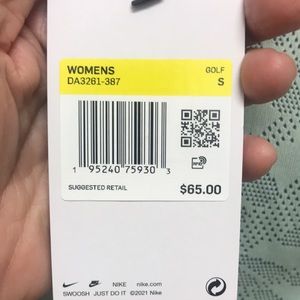 WOMENS GOLF
DA3261-387 S
1 95240 75930 3
SUGGESTED RETAIL $65.00
NIKE nike.com
SWOOSH JUST DO IT ©2021 Nike